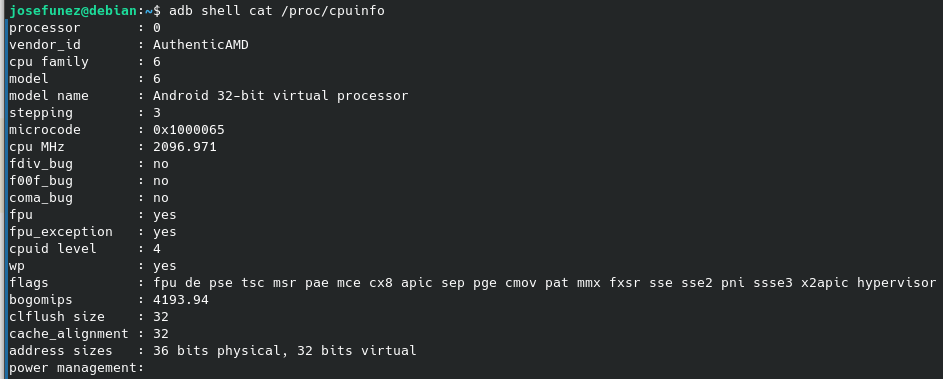 josefunez@debian:~$ adb shell cat /proc/cpuinfo
processor : 0
vendor_id : AuthenticAMD
cpu family : 6
model : 6
model name : Android 32-bit virtual processor
stepping : 3
microcode : 0x1000065
cpu MHz : 2096.971
fdiv_bug : no
f00f_bug : no
coma_bug : no
fpu : yes
fpu_exception : yes
cpuid level : 4
wp : yes
flags : fpu de pse tsc msr pae mce cx8 apic sep pge cmov pat mmx fxsr sse sse2 pni ssse3 x2apic hypervisor
bogomips : 4193.94
clflush size : 32
cache_alignment : 32
address sizes : 36 bits physical, 32 bits virtual
power management: